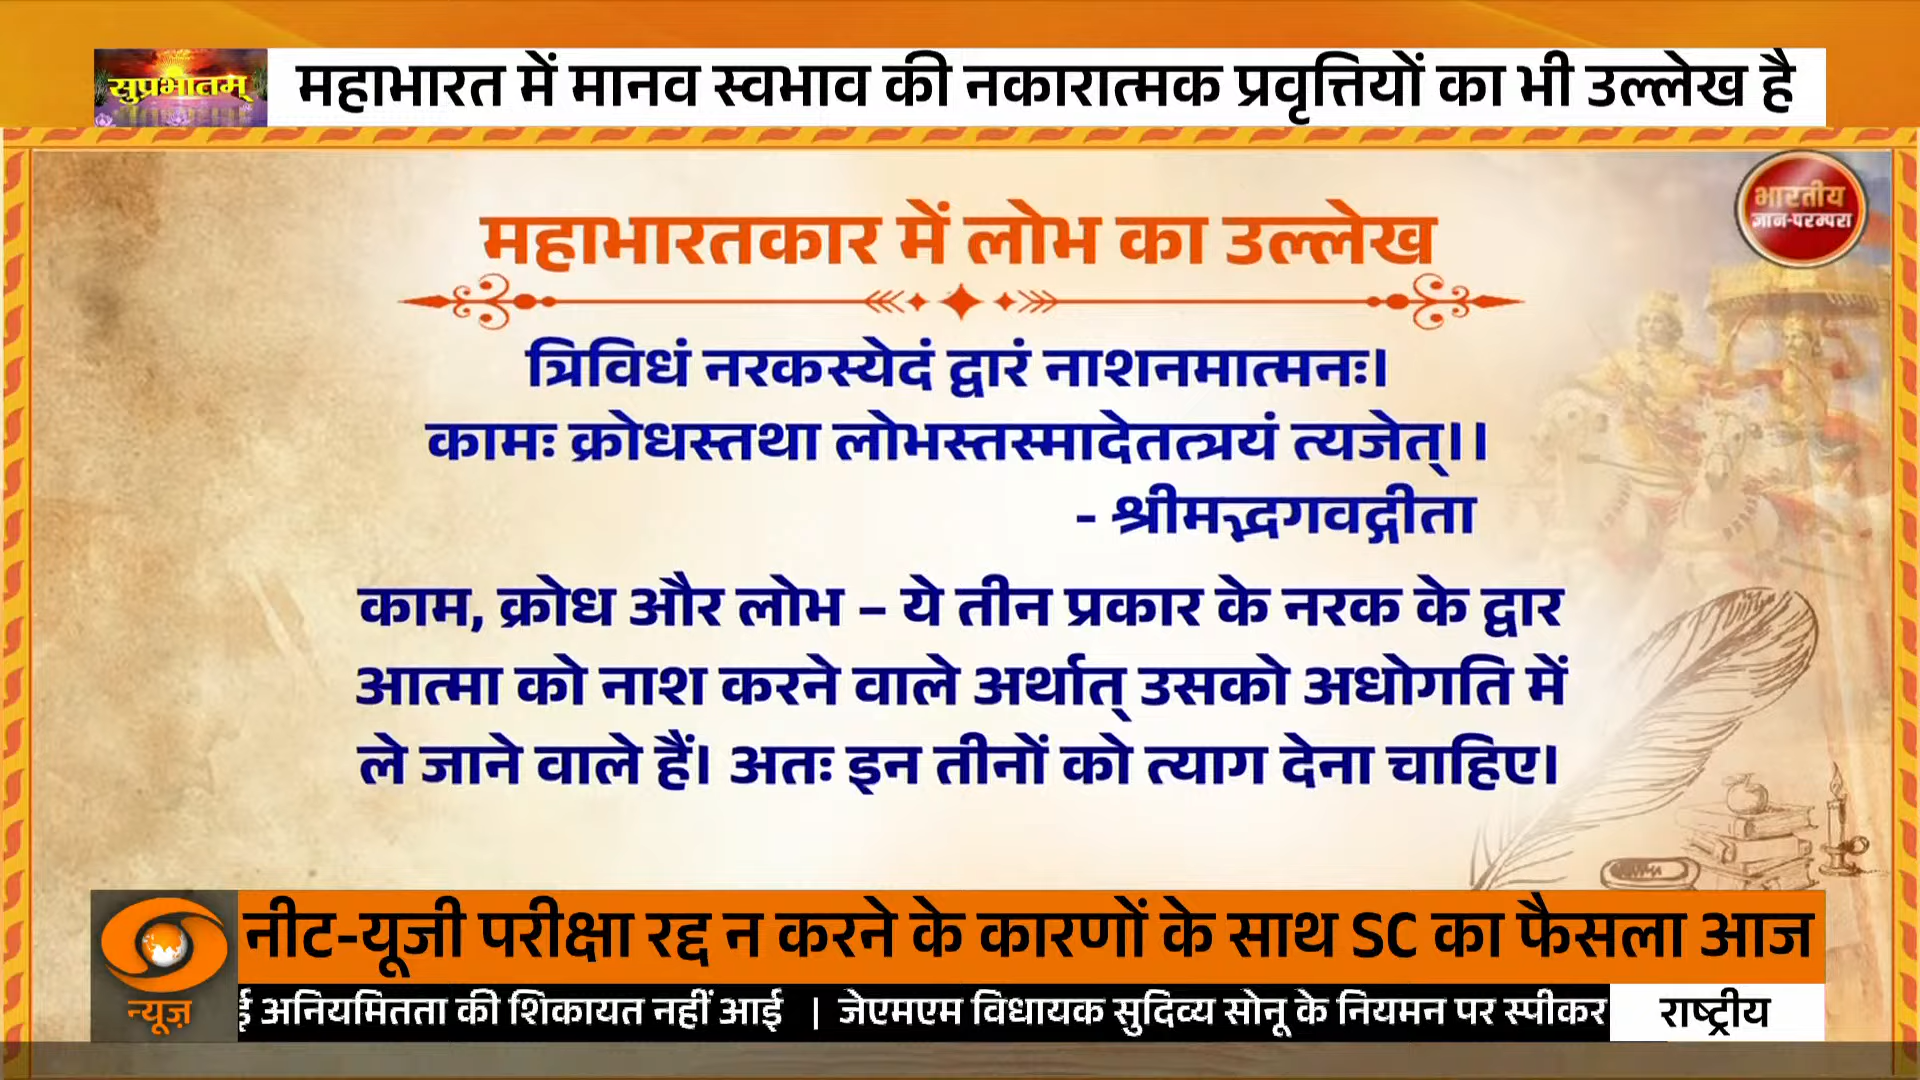 सुप्रभातम्
महाभारत में मानव स्वभाव की नकारात्मक प्रवृत्तियों का भी उल्लेख है
भारतीय
ज्ञान-परम्परा
महाभारतकार में लोभ का उल्लेख
त्रिविधं नरकस्येदं द्वारं नाशनमात्मनः।
कामः क्रोधस्तथा लोभस्तस्मादेतत्त्रयं त्यजेत्।।
- श्रीमद्भगवद्गीता
काम, क्रोध और लोभ – ये तीन प्रकार के नरक के द्वार
आत्मा को नाश करने वाले अर्थात् उसको अधोगति में
ले जाने वाले हैं। अतः इन तीनों को त्याग देना चाहिए।
नीट-यूजी परीक्षा रद्द न करने के कारणों के साथ SC का फैसला आज
न्यूज़
अनियमितता की शिकायत नहीं आई | जेएमएम विधायक सुदिव्य सोनू के नियमन पर स्पीकर
राष्ट्रीय